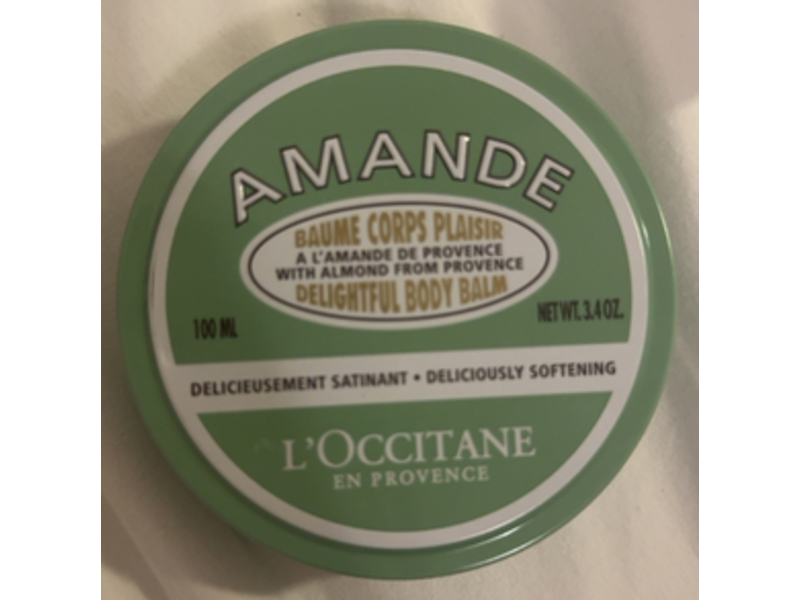 AMANDE
BAUME CORPS PLAISIR
A L'AMANDE DE PROVENCE
WITH ALMOND FROM PROVENCE
DELIGHTFUL BODY BALM
100 ML
NET WT. 3.4 OZ.
DELICIEUSEMENT SATINANT • DELICIOUSLY SOFTENING
L'OCCITANE
EN PROVENCE